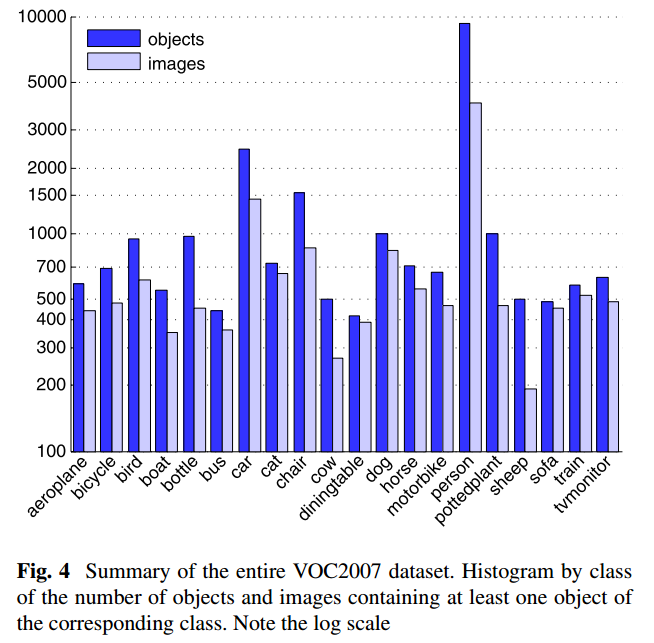 10000
objects
images
5000
3000
2000
1500
1000
700
500
400
300
200
100
aeroplane
bicycle
bird
boat
bottle
bus
car
cat
chair
cow
diningtable
dog
horse
motorbike
person
pottedplant
sheep
sofa
train
tvmonitor
Fig. 4 Summary of the entire VOC2007 dataset. Histogram by class
of the number of objects and images containing at least one object of
the corresponding class. Note the log scale